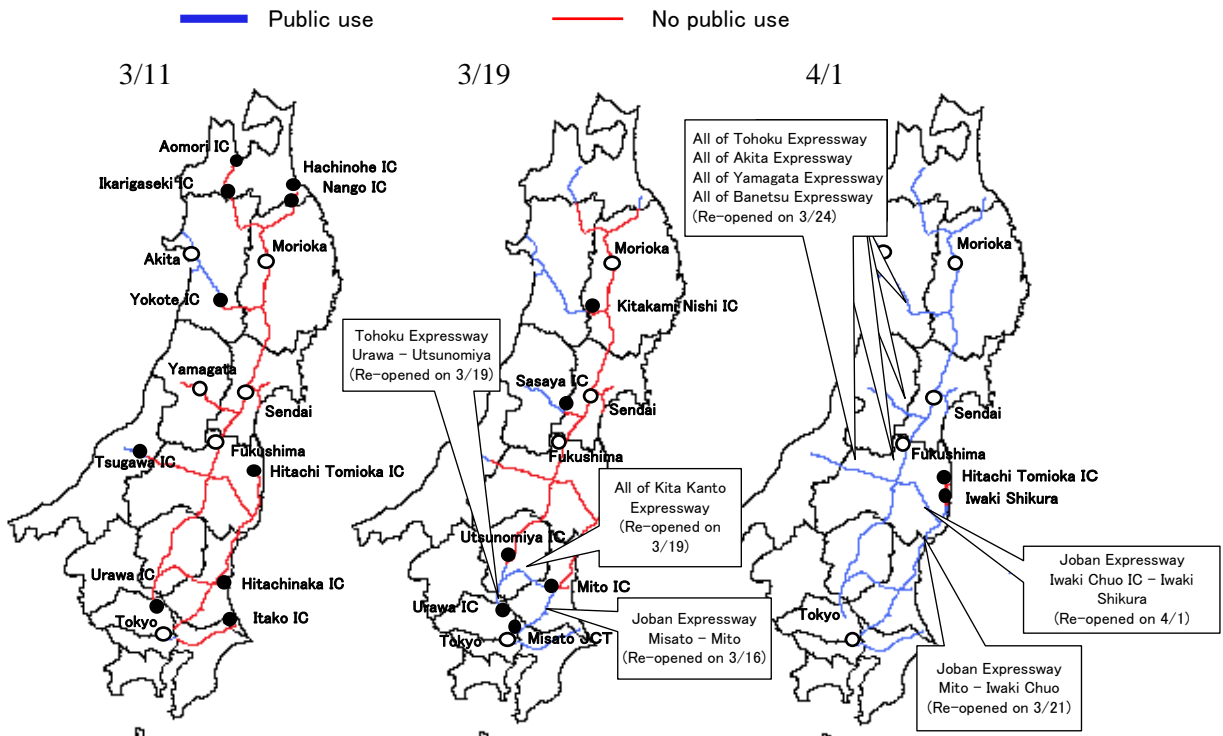 Public use
No public use
3/11
3/19
4/1
Aomori IC
Hachinohe IC
Ikarigaseki IC
Nango IC
Akita
Morioka
Yokote IC
Yamagata
Sendai
Fukushima
Tsugawa IC
Hitachi Tomioka IC
Urawa IC
Hitachinaka IC
Tokyo
Itako IC
Morioka
Kitakami Nishi IC
Tohoku Expressway
Urawa - Utsunomiya
(Re-opened on 3/19)
Sasaya IC
Sendai
Fukushima
All of Kita Kanto
Expressway
(Re-opened on
3/19)
Utsunomiya IC
Mito IC
Urawa IC
Tokyo
Misato JCT
Joban Expressway
Misato - Mito
(Re-opened on 3/16)
All of Tohoku Expressway
All of Akita Expressway
All of Yamagata Expressway
All of Banetsu Expressway
(Re-opened on 3/24)
Morioka
Sendai
Fukushima
Hitachi Tomioka IC
Iwaki Shikura
Joban Expressway
Iwaki Chuo IC - Iwaki
Shikura
(Re-opened on 4/1)
Tokyo
Joban Expressway
Mito - Iwaki Chuo
(Re-opened on 3/21)